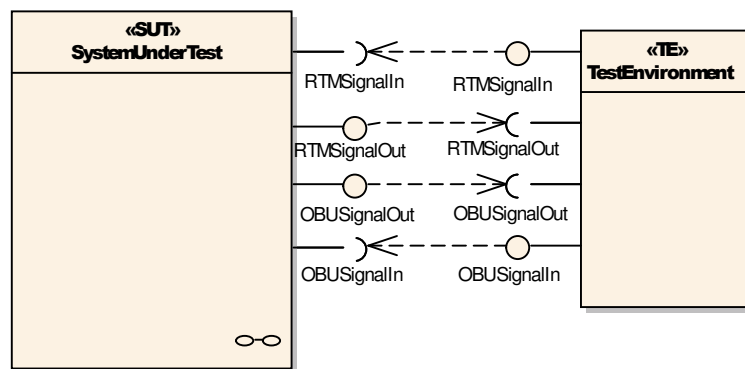 «SUT»
SystemUnderTest
«TE»
TestEnvironment
RTMSignalIn
RTMSignalIn
RTMSignalOut
RTMSignalOut
OBUSignalOut
OBUSignalOut
OBUSignalIn
OBUSignalIn